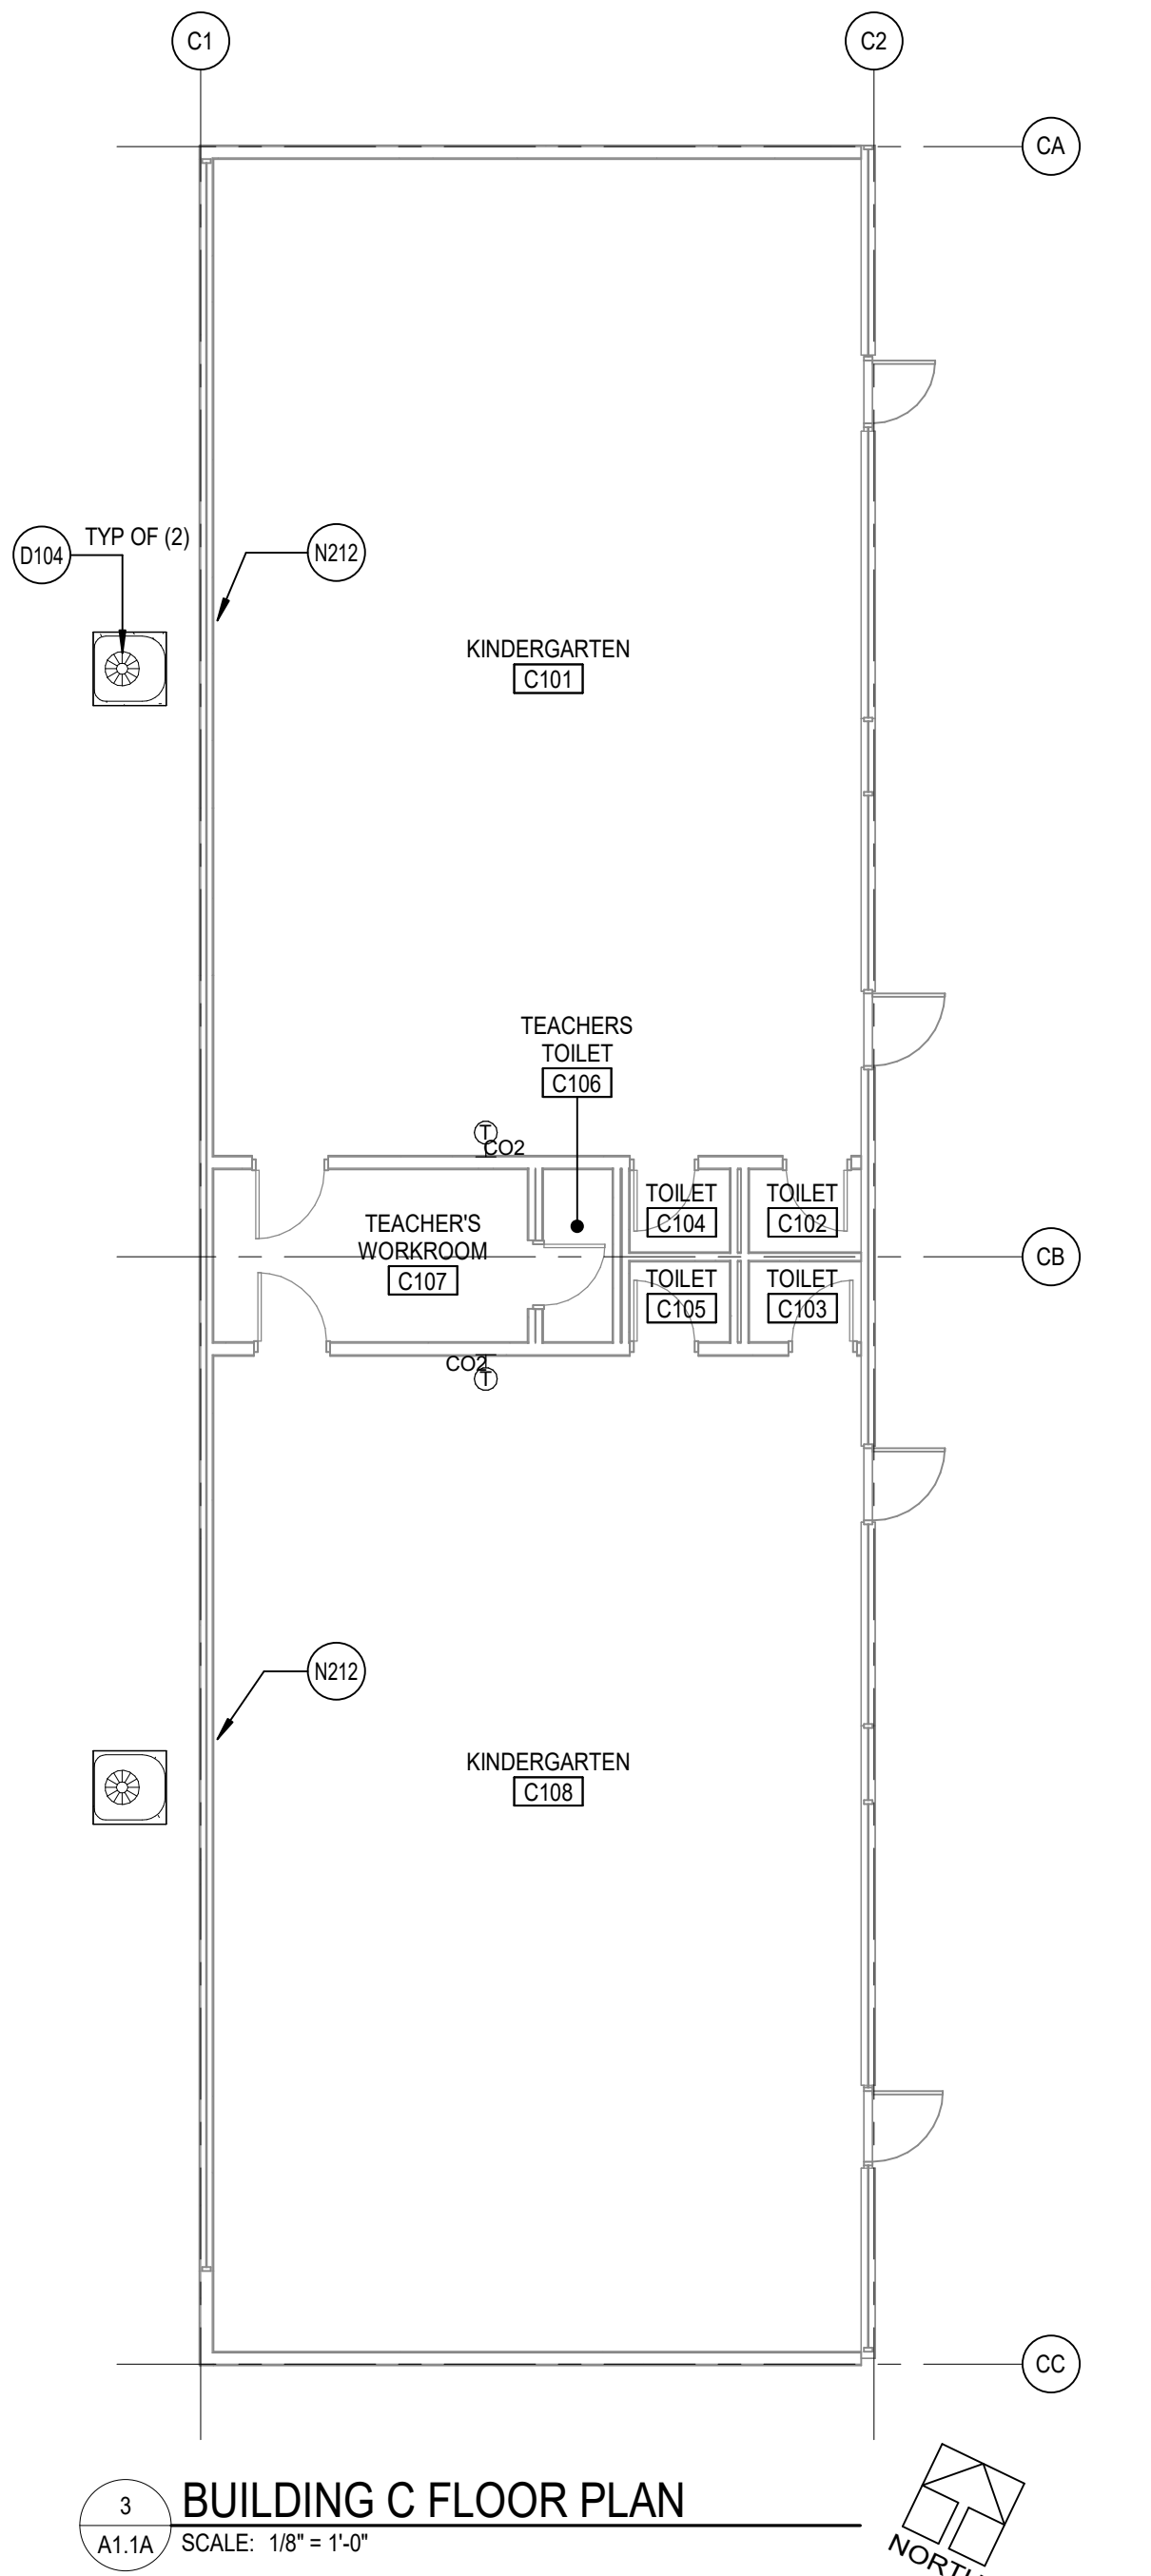 C1
C2
CA
TYP OF (2)
D104
N212
KINDERGARTEN
C101
TEACHERS
TOILET
C106
T
CO2
TOILET
C104
TOILET
C102
TEACHER'S
WORKROOM
C107
CB
TOILET
C105
TOILET
C103
CO2
T
N212
KINDERGARTEN
C108
CC
3
A1.1A
BUILDING C FLOOR PLAN
SCALE: 1/8" = 1'-0"
NORTH